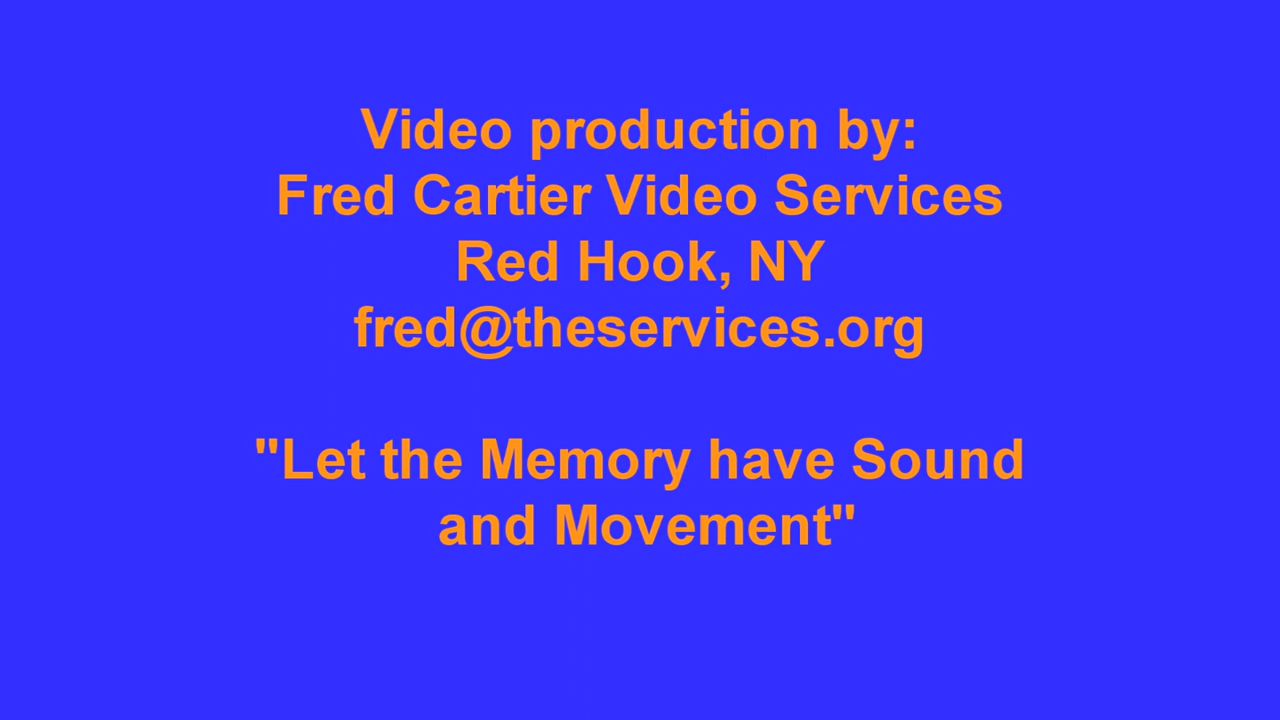 Video production by:
Fred Cartier Video Services
Red Hook, NY
fred@theservices.org
"Let the Memory have Sound
and Movement"